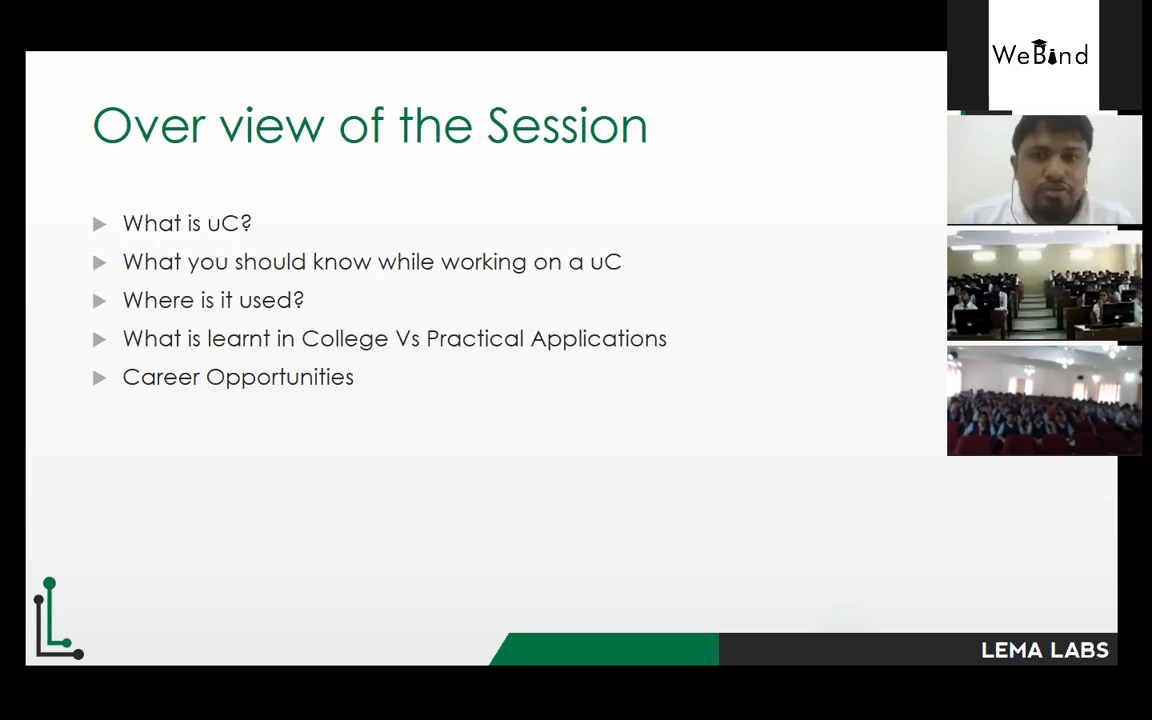 WeBind
Over view of the Session
What is uC?
What you should know while working on a uC
Where is it used?
What is learnt in College Vs Practical Applications
Career Opportunities
LEMA LABS